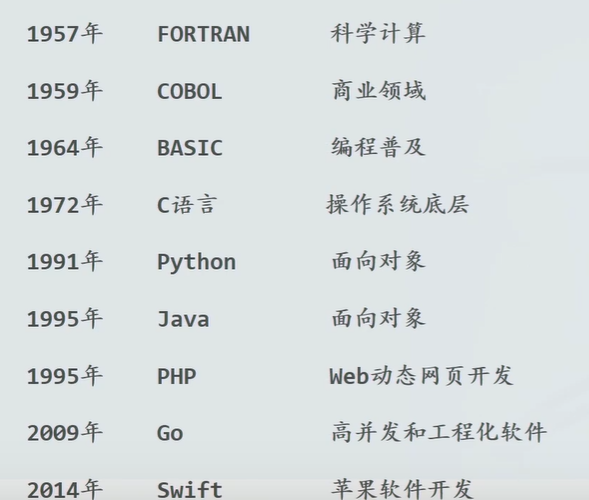 1957年 FORTRAN 科学计算
1959年 COBOL 商业领域
1964年 BASIC 编程普及
1972年 C语言 操作系统底层
1991年 Python 面向对象
1995年 Java 面向对象
1995年 PHP Web动态网页开发
2009年 Go 高并发和工程化软件
2014年 Swift 苹果软件开发